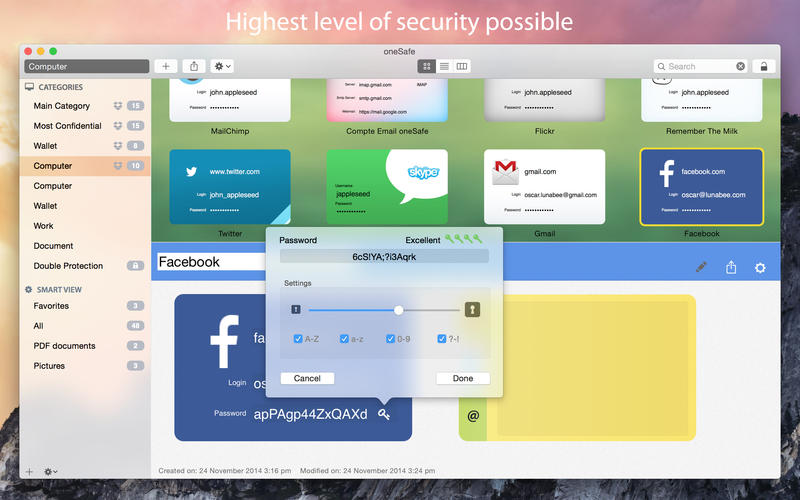 Highest level of security possible
oneSafe
Computer
Search
CATEGORIES
Main Category 15
Most Confidential 15
Wallet 8
Computer 10
Computer
Wallet
Work
Document
Double Protection
SMART VIEW
Favorites 3
All 48
PDF documents 2
Pictures 3
Login john.appleseed
Password ••••••••••••
MailChimp
Server imap.gmail.com IMAP
Smtp Server smtp.gmail.com
Webmail https://mail.google.com
Compte Email oneSafe
Login john.appleseed
Password ••••••••••••
Flickr
Login john.appleseed
Password ••••••••••••
Remember The Milk
www.twitter.com
Login john_appleseed
Password ••••••••••••
Twitter
skype
Username
jappleseed
Password
••••••••••••
gmail.com
Login oscar.lunabee@gmail.com
Password ••••••••••••
Gmail
facebook.com
Login oscar@lunabee.com
Password ••••••••••••
Facebook
Facebook
Password Excellent
6cS!YA;?i3Aqrk
Settings
A-Z a-z 0-9 ?-!
Cancel Done
fa
Login os
Password apPAgp44ZxQAXd
@
Created on: 24 November 2014 3:16 pm Modified on: 24 November 2014 3:24 pm